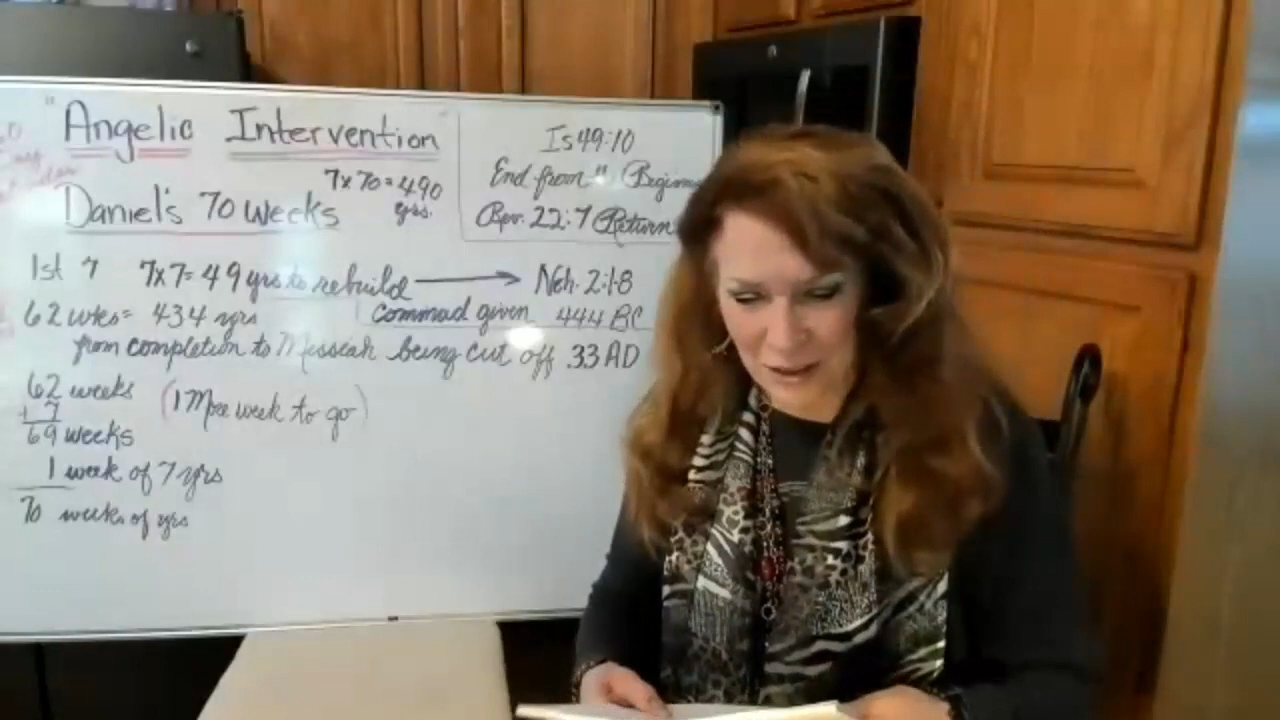 "Angelic Intervention"
7x70=490
yrs.
Daniel's 70 weeks
Is 49:10
End from "
Rev. 22:7 Return
1st 7 7x7=49 yrs to rebuild → Neh. 2:1-8
62 wks= 434 yrs
Commad given 444 BC
from completion to Messiah being cut off 33 AD
62 weeks
+ 7
69 weeks
(1 More week to go)
1 week of 7 yrs
70 weeks of yrs